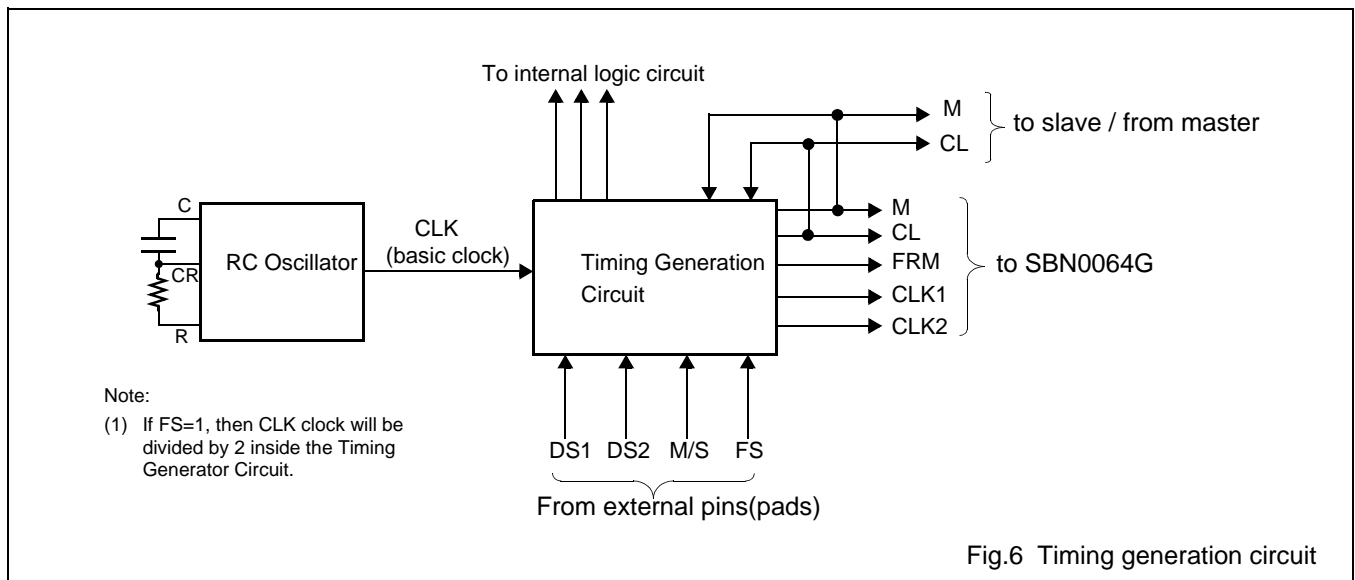 To internal logic circuit
M
CL
to slave / from master
C
CR
R
RC Oscillator
CLK
(basic clock)
Timing Generation
Circuit
M
CL
FRM
CLK1
CLK2
to SBN0064G
Note:
(1) If FS=1, then CLK clock will be
divided by 2 inside the Timing
Generator Circuit.
DS1 DS2 M/S FS
From external pins(pads)
Fig.6 Timing generation circuit